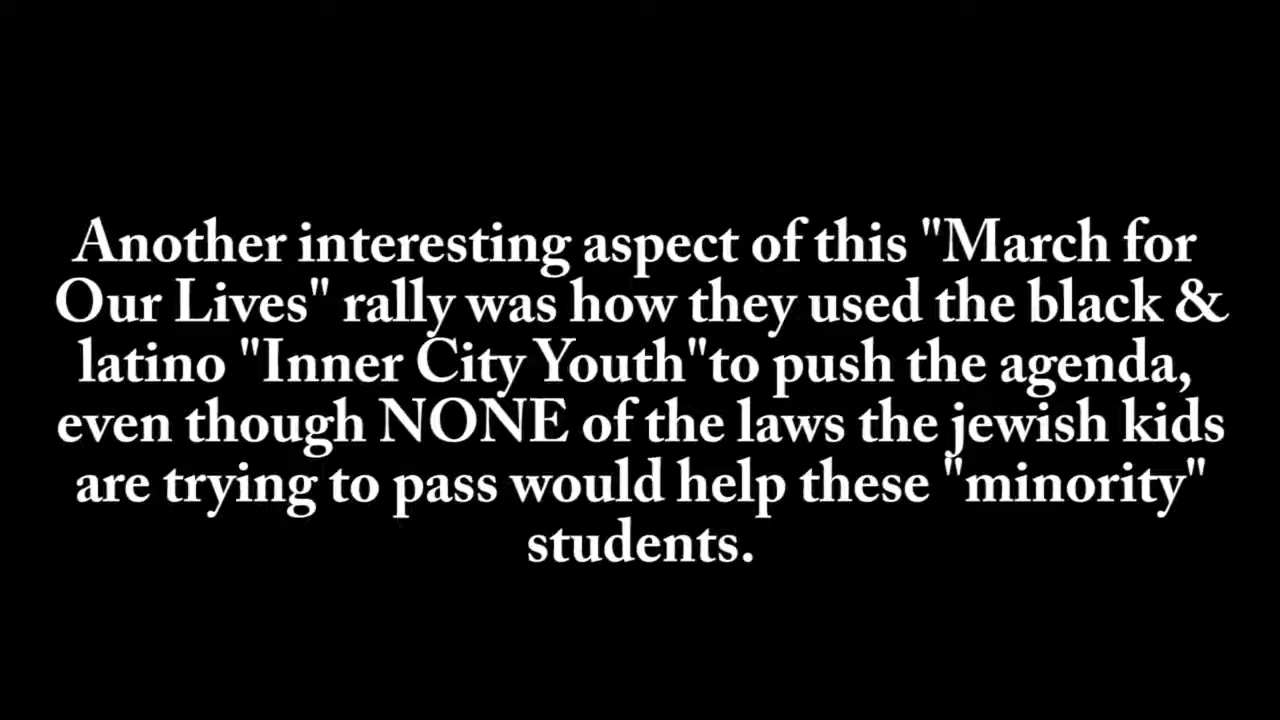 Another interesting aspect of this "March for
Our Lives" rally was how they used the black &
latino "Inner City Youth"to push the agenda,
even though NONE of the laws the jewish kids
are trying to pass would help these "minority"
students.